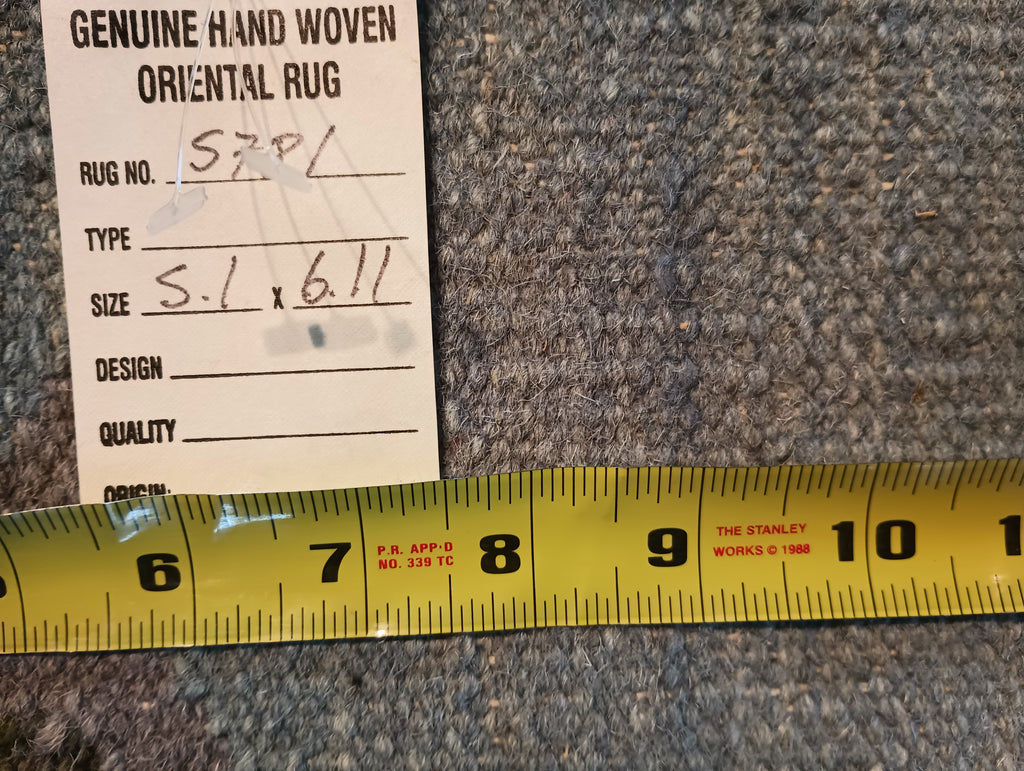 GENUINE HAND WOVEN
ORIENTAL RUG
RUG NO.
TYPE
SIZE 5.1 X 6.11
DESIGN
QUALITY
ORIGIN:
6 7 P.R. APP·D 8 9 THE STANLEY 10
NO. 339 TC WORKS © 1988